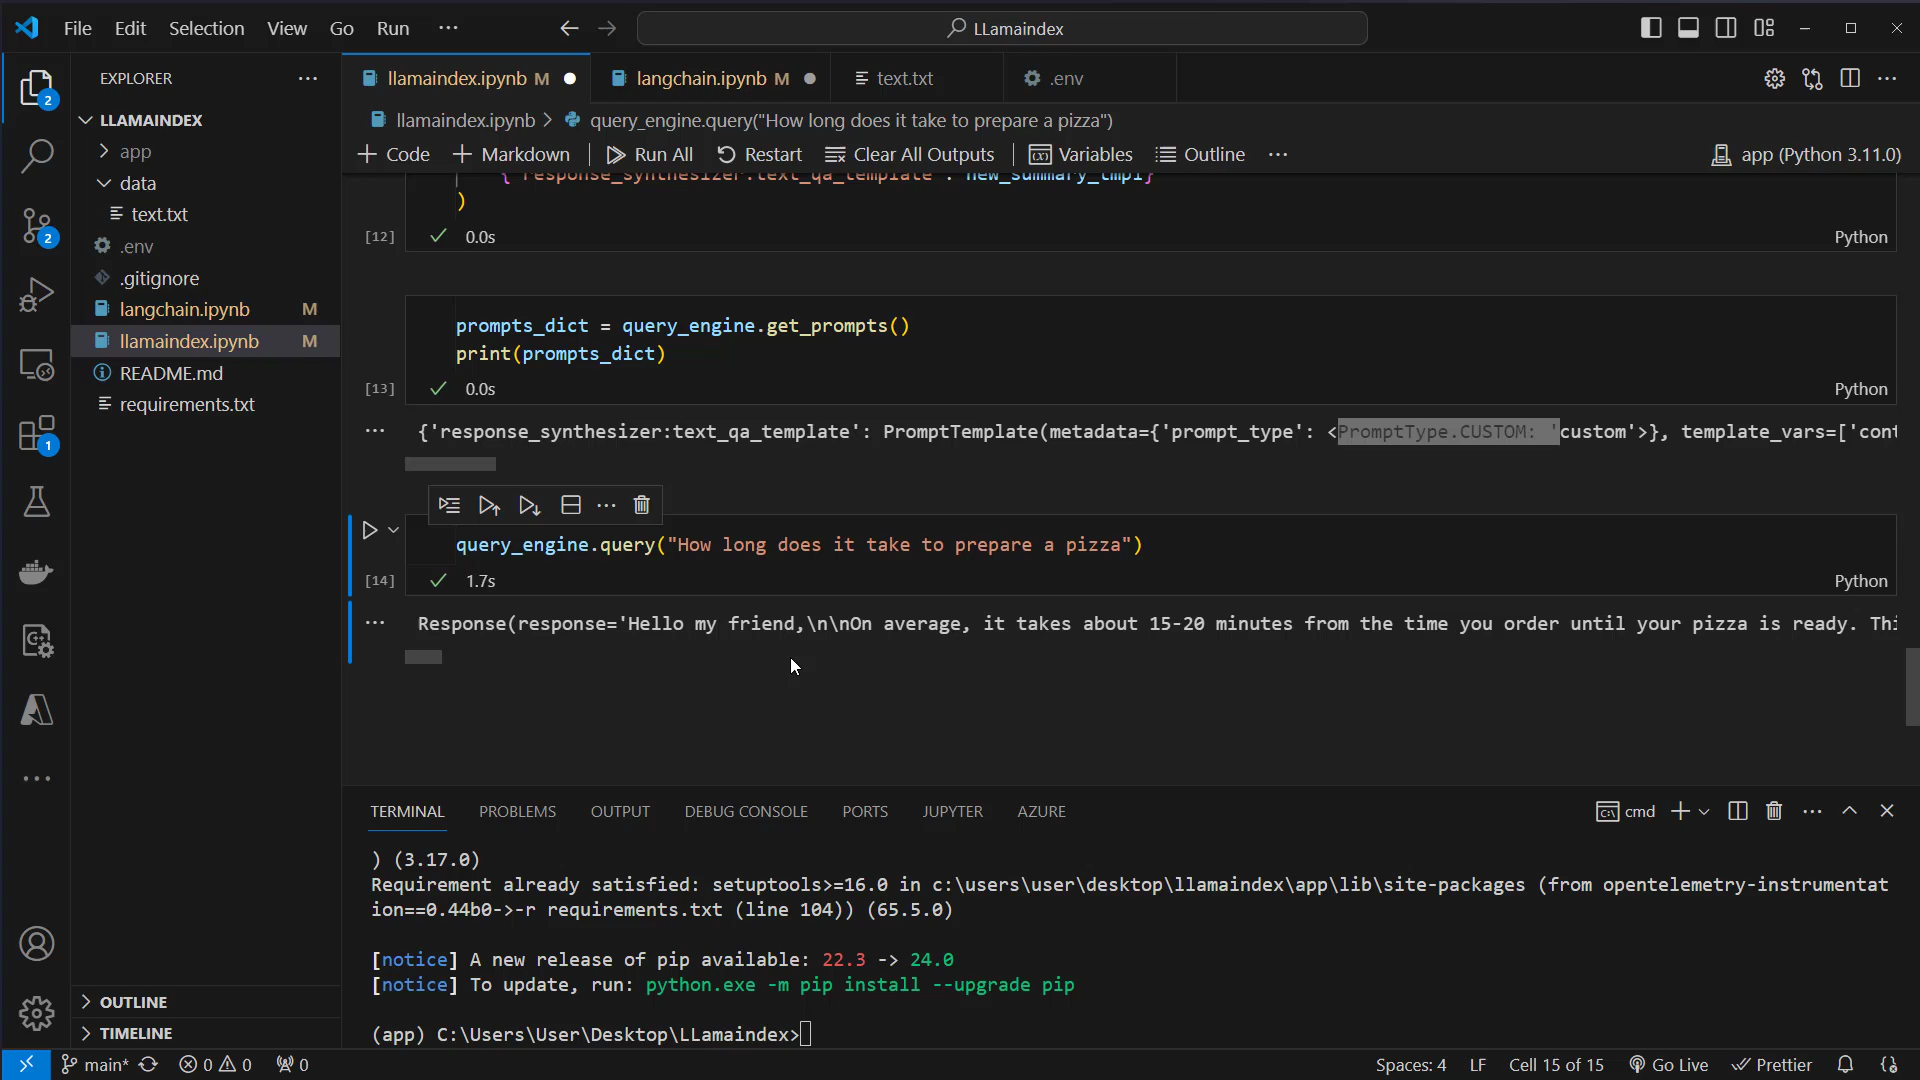 File Edit Selection View Go Run ··· LLamaindex
EXPLORER ···
LLAMAINDEX
app
data
text.txt
.env
.gitignore
langchain.ipynb M
llamaindex.ipynb M
README.md
requirements.txt
OUTLINE
TIMELINE
2
2
1
llamaindex.ipynb M langchain.ipynb M text.txt .env
llamaindex.ipynb > query_engine.query("How long does it take to prepare a pizza")
+ Code + Markdown | Run All Restart Clear All Outputs | Variables Outline ··· app (Python 3.11.0)
{"response_synthesizer:text_qa_template": new_summary_tmpl}
)
[12] 0.0s Python
prompts_dict = query_engine.get_prompts()
print(prompts_dict)
[13] 0.0s Python
··· {'response_synthesizer:text_qa_template': PromptTemplate(metadata={'prompt_type': <PromptType.CUSTOM: 'custom'>}, template_vars=['cont
query_engine.query("How long does it take to prepare a pizza")
[14] 1.7s Python
··· Response(response='Hello my friend,\n\nOn average, it takes about 15-20 minutes from the time you order until your pizza is ready. Thi
TERMINAL PROBLEMS OUTPUT DEBUG CONSOLE PORTS JUPYTER AZURE cmd
) (3.17.0)
Requirement already satisfied: setuptools>=16.0 in c:\users\user\desktop\llamaindex\app\lib\site-packages (from opentelemetry-instrumentat
ion==0.44b0->-r requirements.txt (line 104)) (65.5.0)
[notice] A new release of pip available: 22.3 -> 24.0
[notice] To update, run: python.exe -m pip install --upgrade pip
(app) C:\Users\User\Desktop\LLamaindex>
main* 0 0 0 Spaces: 4 LF Cell 15 of 15 Go Live Prettier